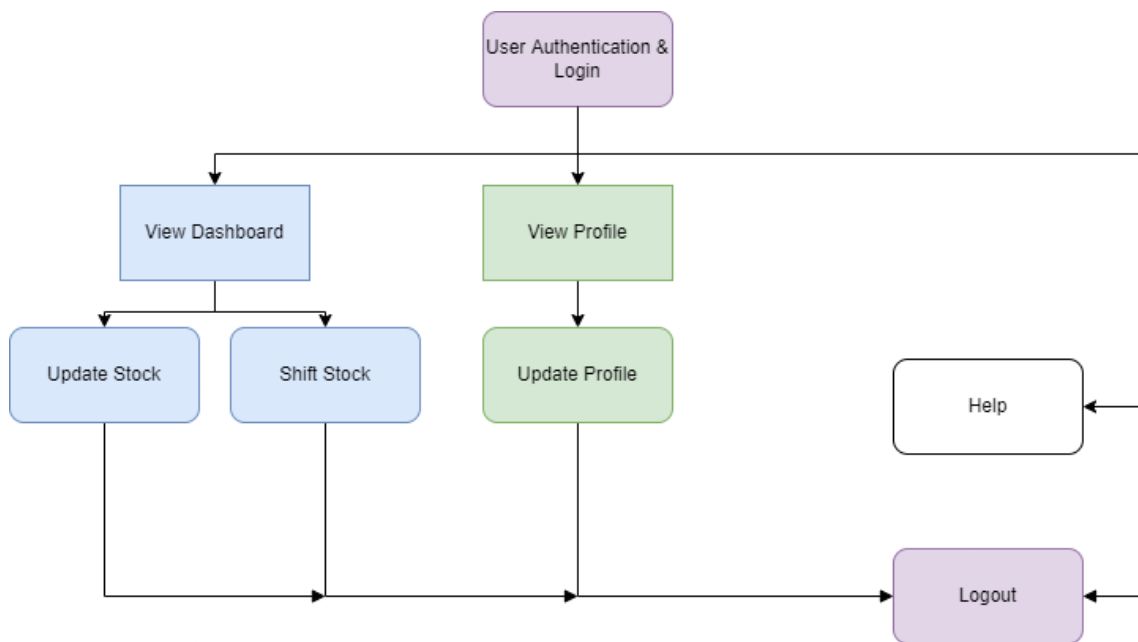 User Authentication &
Login
View Dashboard
View Profile
Update Stock
Shift Stock
Update Profile
Help
Logout